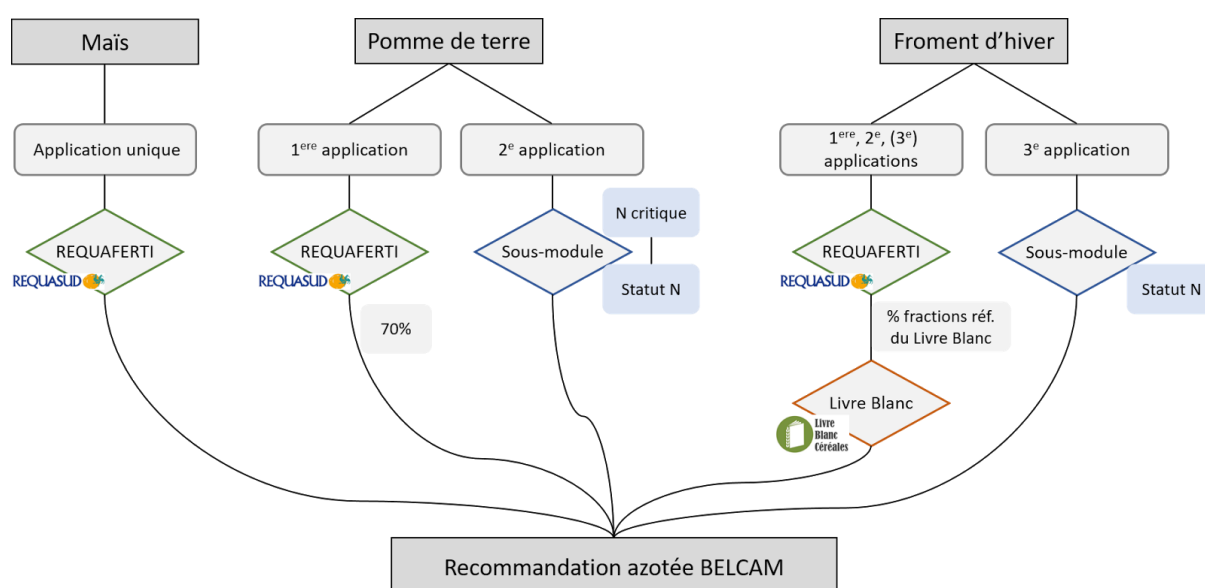 Maïs
Pomme de terre
Froment d'hiver
Application unique
1ere application
2e application
1ere, 2e, (3e)
applications
3e application
REQUAFERTI
REQUASUD
REQUAFERTI
REQUASUD
Sous-module
N critique
Statut N
REQUAFERTI
REQUASUD
Sous-module
Statut N
70%
% fractions réf.
du Livre Blanc
Livre Blanc
Livre
Blanc
Céréales
Recommandation azotée BELCAM